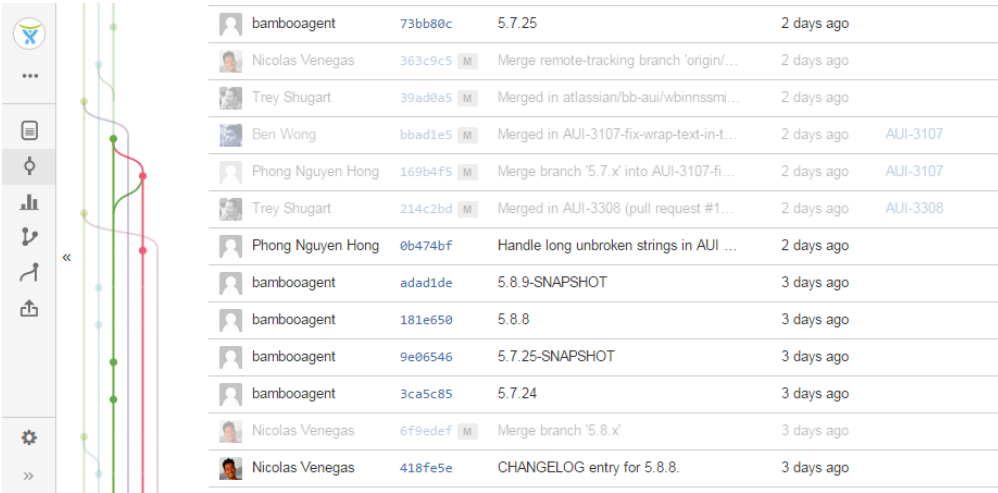 bambooagent 73bb80c 5.7.25 2 days ago
Nicolas Venegas 363c9c5 M Merge remote-tracking branch 'origin/... 2 days ago
Trey Shugart 39ad0a5 M Merged in atlassian/bb-aui/wbinnssmi... 2 days ago
Ben Wong bbad1e5 M Merged in AUI-3107-fix-wrap-text-in-t... 2 days ago AUI-3107
Phong Nguyen Hong 169b4f5 M Merge branch '5.7.x' into AUI-3107-fi... 2 days ago AUI-3107
Trey Shugart 214c2bd M Merged in AUI-3308 (pull request #1... 2 days ago AUI-3308
Phong Nguyen Hong 0b474bf Handle long unbroken strings in AUI ... 2 days ago
bambooagent adad1de 5.8.9-SNAPSHOT 3 days ago
bambooagent 181e650 5.8.8 3 days ago
bambooagent 9e06546 5.7.25-SNAPSHOT 3 days ago
bambooagent 3ca5c85 5.7.24 3 days ago
Nicolas Venegas 6f9edef M Merge branch '5.8.x' 3 days ago
Nicolas Venegas 418fe5e CHANGELOG entry for 5.8.8. 3 days ago